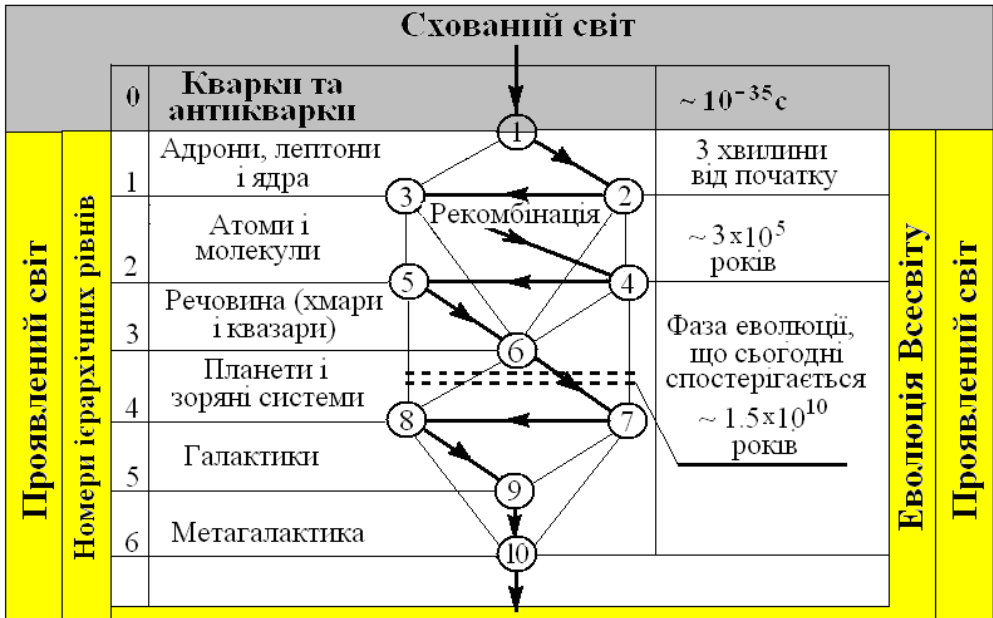 Схований світ
0
Кварки та
антикварки
~ 10⁻³⁵с
1
Адрони, лептони
і ядра
1
3 хвилини
від початку
3
2
Рекомбінація
Атоми і
молекули
2
~ 3x10⁵
років
5
4
Речовина (хмари
і квазари)
3
6
Фаза еволюції,
що сьогодні
спостерігається
~ 1.5x10¹⁰
років
Планети і
зоряні системи
4
8
7
Галактики
5
9
Метагалактика
6
10
Проявлений світ
Номери ієрархічних рівнів
Еволюція Всесвіту
Проявлений світ